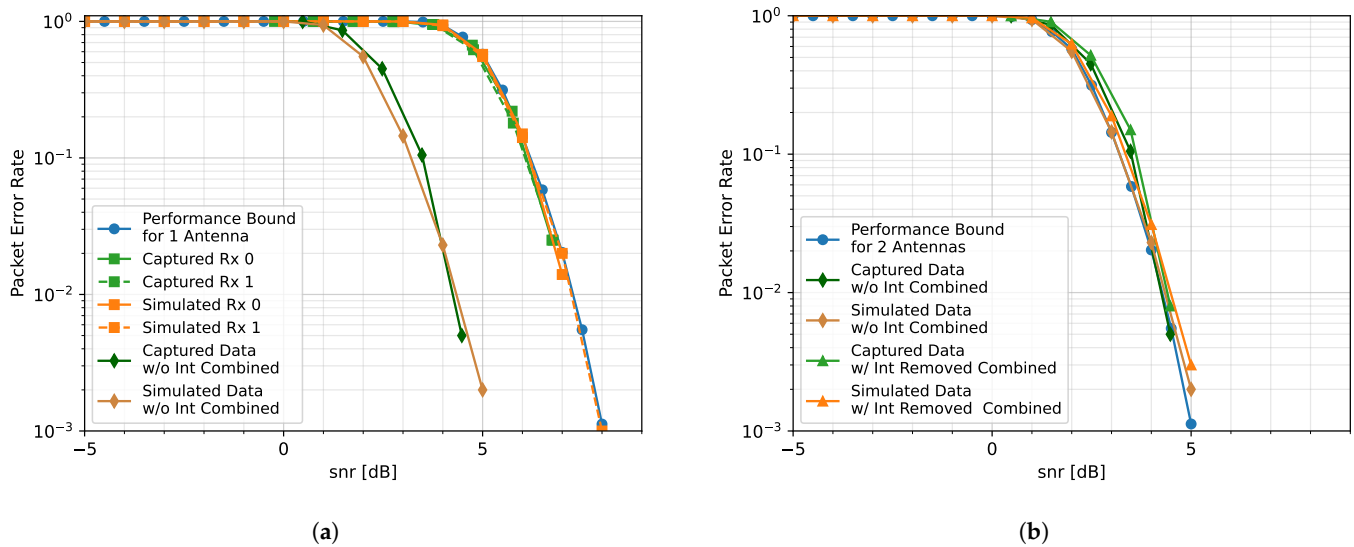 10⁰
10⁻¹
10⁻²
10⁻³
Packet Error Rate
Performance Bound
for 1 Antenna
Captured Rx 0
Captured Rx 1
Simulated Rx 0
Simulated Rx 1
Captured Data
w/o Int Combined
Simulated Data
w/o Int Combined
−5
0
5
snr [dB]
(a)
10⁰
10⁻¹
10⁻²
10⁻³
Packet Error Rate
Performance Bound
for 2 Antennas
Captured Data
w/o Int Combined
Simulated Data
w/o Int Combined
Captured Data
w/ Int Removed Combined
Simulated Data
w/ Int Removed  Combined
−5
0
5
snr [dB]
(b)